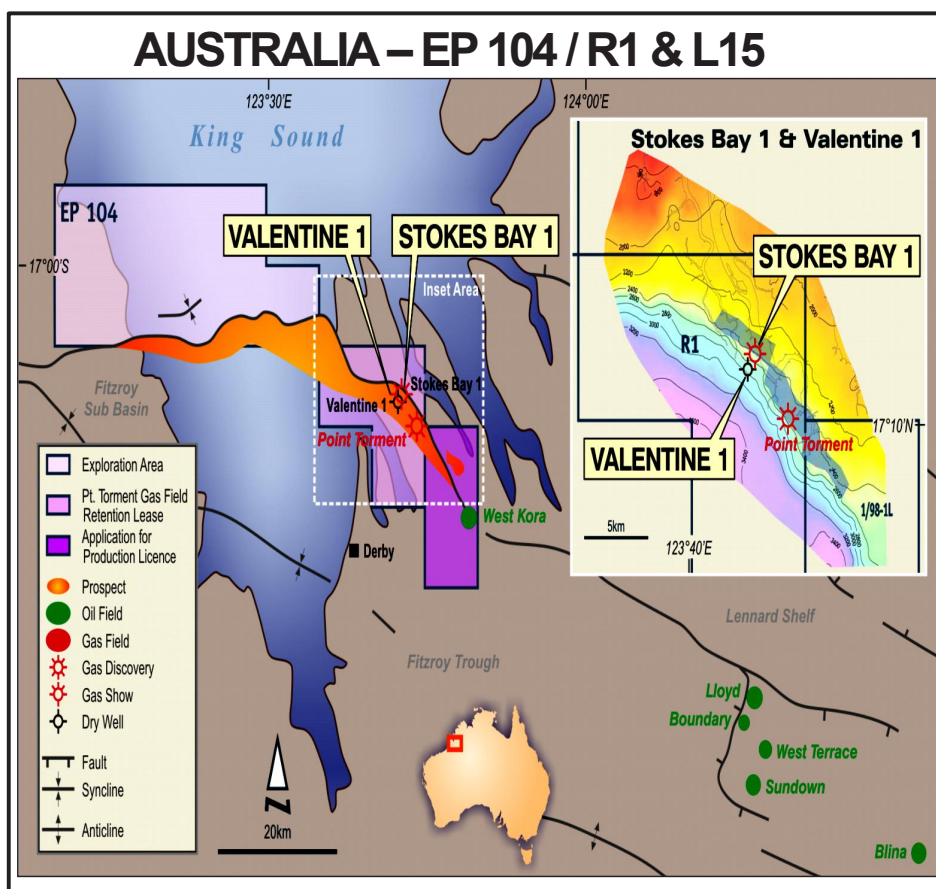 AUSTRALIA – EP 104 / R1 & L15
123°30'E
124°00'E
King Sound
EP 104
17°00'S
VALENTINE 1
STOKES BAY 1
Inset Area
Stokes Bay 1
Valentine 1
Point Torment
Fitzroy
Sub Basin
West Kora
Derby
Stokes Bay 1 & Valentine 1
STOKES BAY 1
R1
VALENTINE 1
Point Torment
17°10'S
1/98-1L
5km
123°40'E
Exploration Area
Pt. Torment Gas Field
Retention Lease
Application for
Production Licence
Prospect
Oil Field
Gas Field
Gas Discovery
Gas Show
Dry Well
Fault
Syncline
Anticline
Fitzroy Trough
Lennard Shelf
Lloyd
Boundary
West Terrace
Sundown
Blina
N
20km